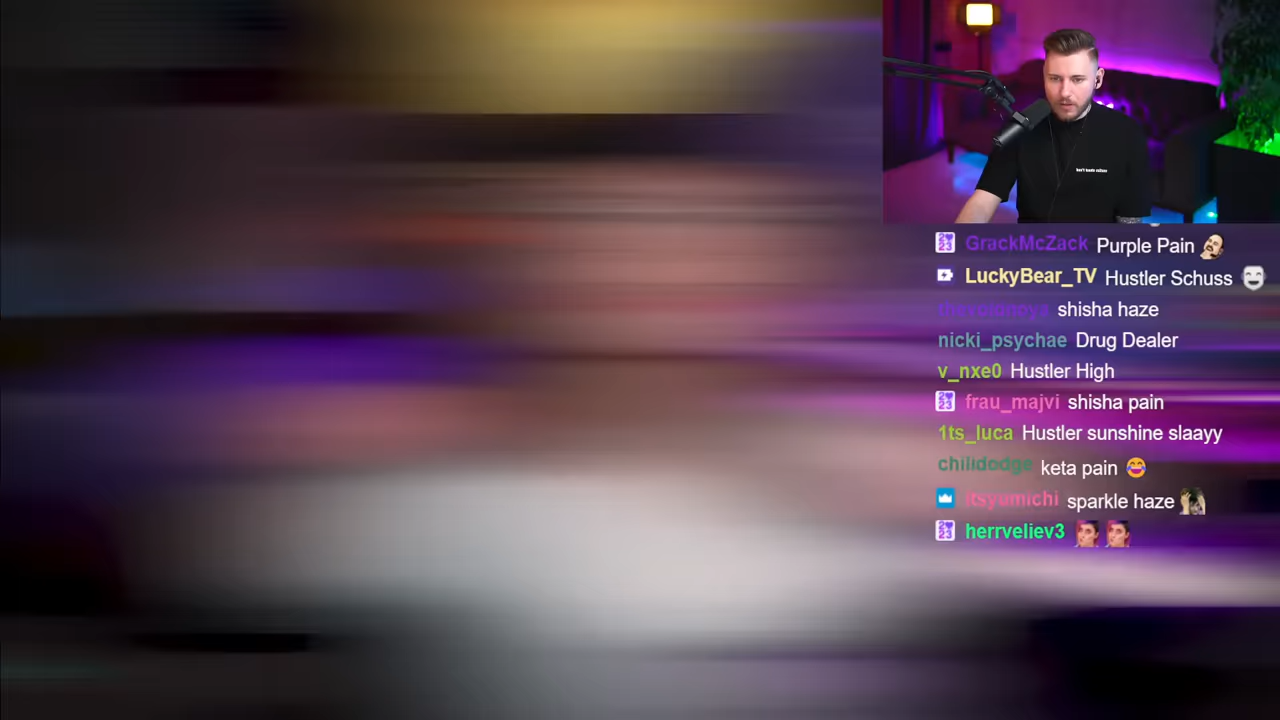 GrackMcZack Purple Pain
LuckyBear_TV Hustler Schuss
shisha haze
nicki_psychae Drug Dealer
v_nxe0 Hustler High
frau_majvi shisha pain
1ts_luca Hustler sunshine slaayy
chilidodge keta pain
itsyumichi sparkle haze
herrveliev3